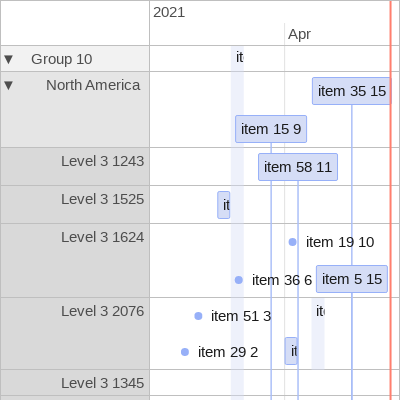 2021
Apr
▼ Group 10
it
▼ North America
item 35 15
item 15 9
Level 3 1243
item 58 11
Level 3 1525
it
Level 3 1624
item 19 10
item 36 6
item 5 15
Level 3 2076
it
item 51 3
item 29 2
it
Level 3 1345